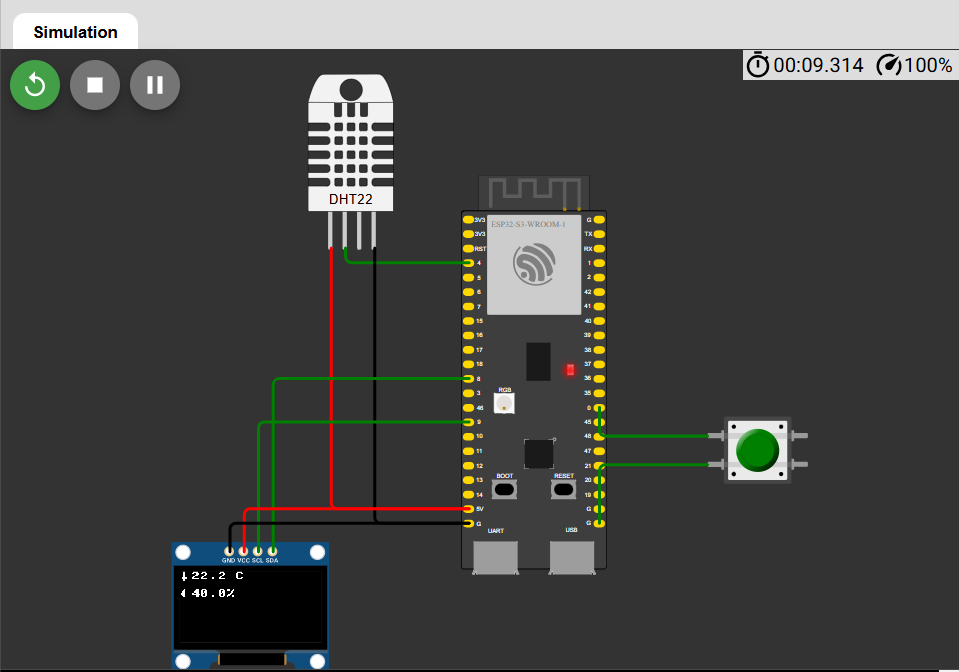 Simulation
00:09.314 100%
DHT22
ESP32-S3-WROOM-1
3V3 G
3V3 TX
RST RX
4 1
5 2
6 42
7 41
15 40
16 39
17 38
18 37
8 36
3 35
RGB
46 0
9 45
10 48
11 47
12 21
BOOT RESET
13 20
14 19
5V G
G G
UART USB
GND VCC SCL SDA
22.2 C
40.0%